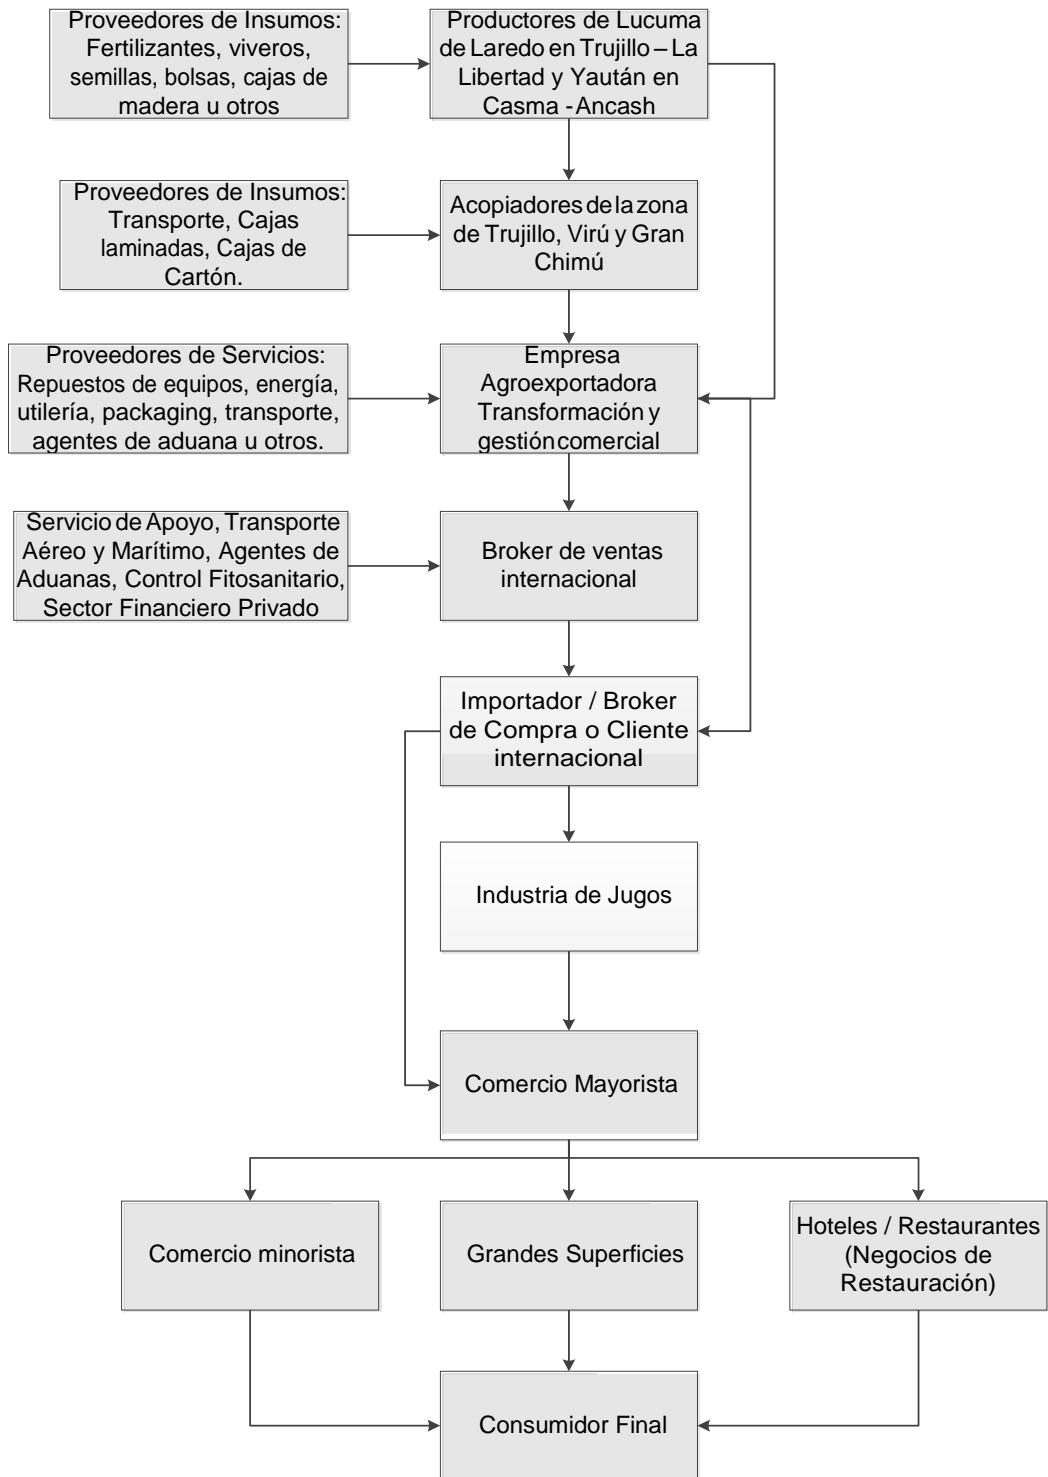 Proveedores de Insumos:
Fertilizantes, viveros,
semillas, bolsas, cajas de
madera u otros
Productores de Lucuma
de Laredo en Trujillo – La
Libertad y Yaután en
Casma - Ancash
Proveedores de Insumos:
Transporte, Cajas
laminadas, Cajas de
Cartón.
Acopiadores de la zona
de Trujillo, Virú y Gran
Chimú
Proveedores de Servicios:
Repuestos de equipos, energía,
utilería, packaging, transporte,
agentes de aduana u otros.
Empresa
Agroexportadora
Transformación y
gestión comercial
Servicio de Apoyo, Transporte
Aéreo y Marítimo, Agentes de
Aduanas, Control Fitosanitario,
Sector Financiero Privado
Broker de ventas
internacional
Importador / Broker
de Compra o Cliente
internacional
Industria de Jugos
Comercio Mayorista
Comercio minorista
Grandes Superficies
Hoteles / Restaurantes
(Negocios de
Restauración)
Consumidor Final